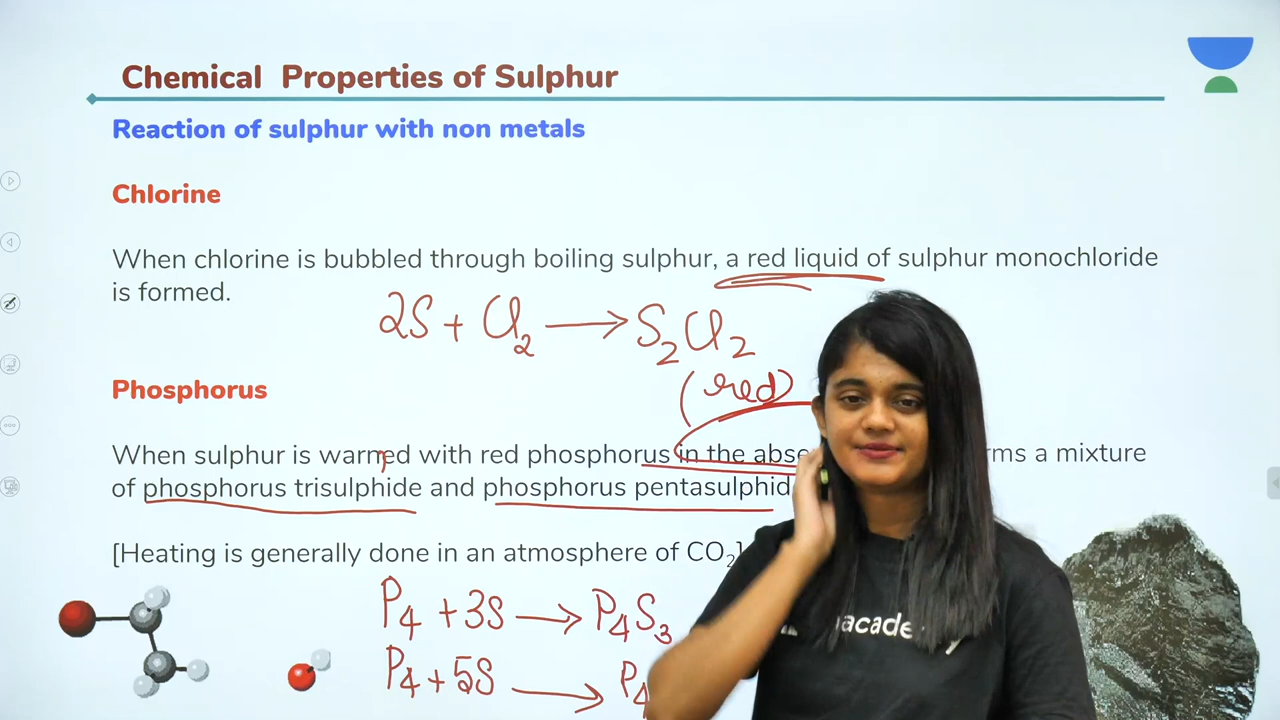 Chemical Properties of Sulphur
Reaction of sulphur with non metals
Chlorine
When chlorine is bubbled through boiling sulphur, a red liquid of sulphur monochloride
is formed.
2S + Cl₂ ⟶ S₂Cl₂
(red)
Phosphorus
When sulphur is warmed with red phosphorus in the abse rms a mixture
of phosphorus trisulphide and phosphorus pentasulphid
[Heating is generally done in an atmosphere of CO₂]
P₄ + 3S ⟶ P₄S₃
P₄ + 5S ⟶ P₄
acade y